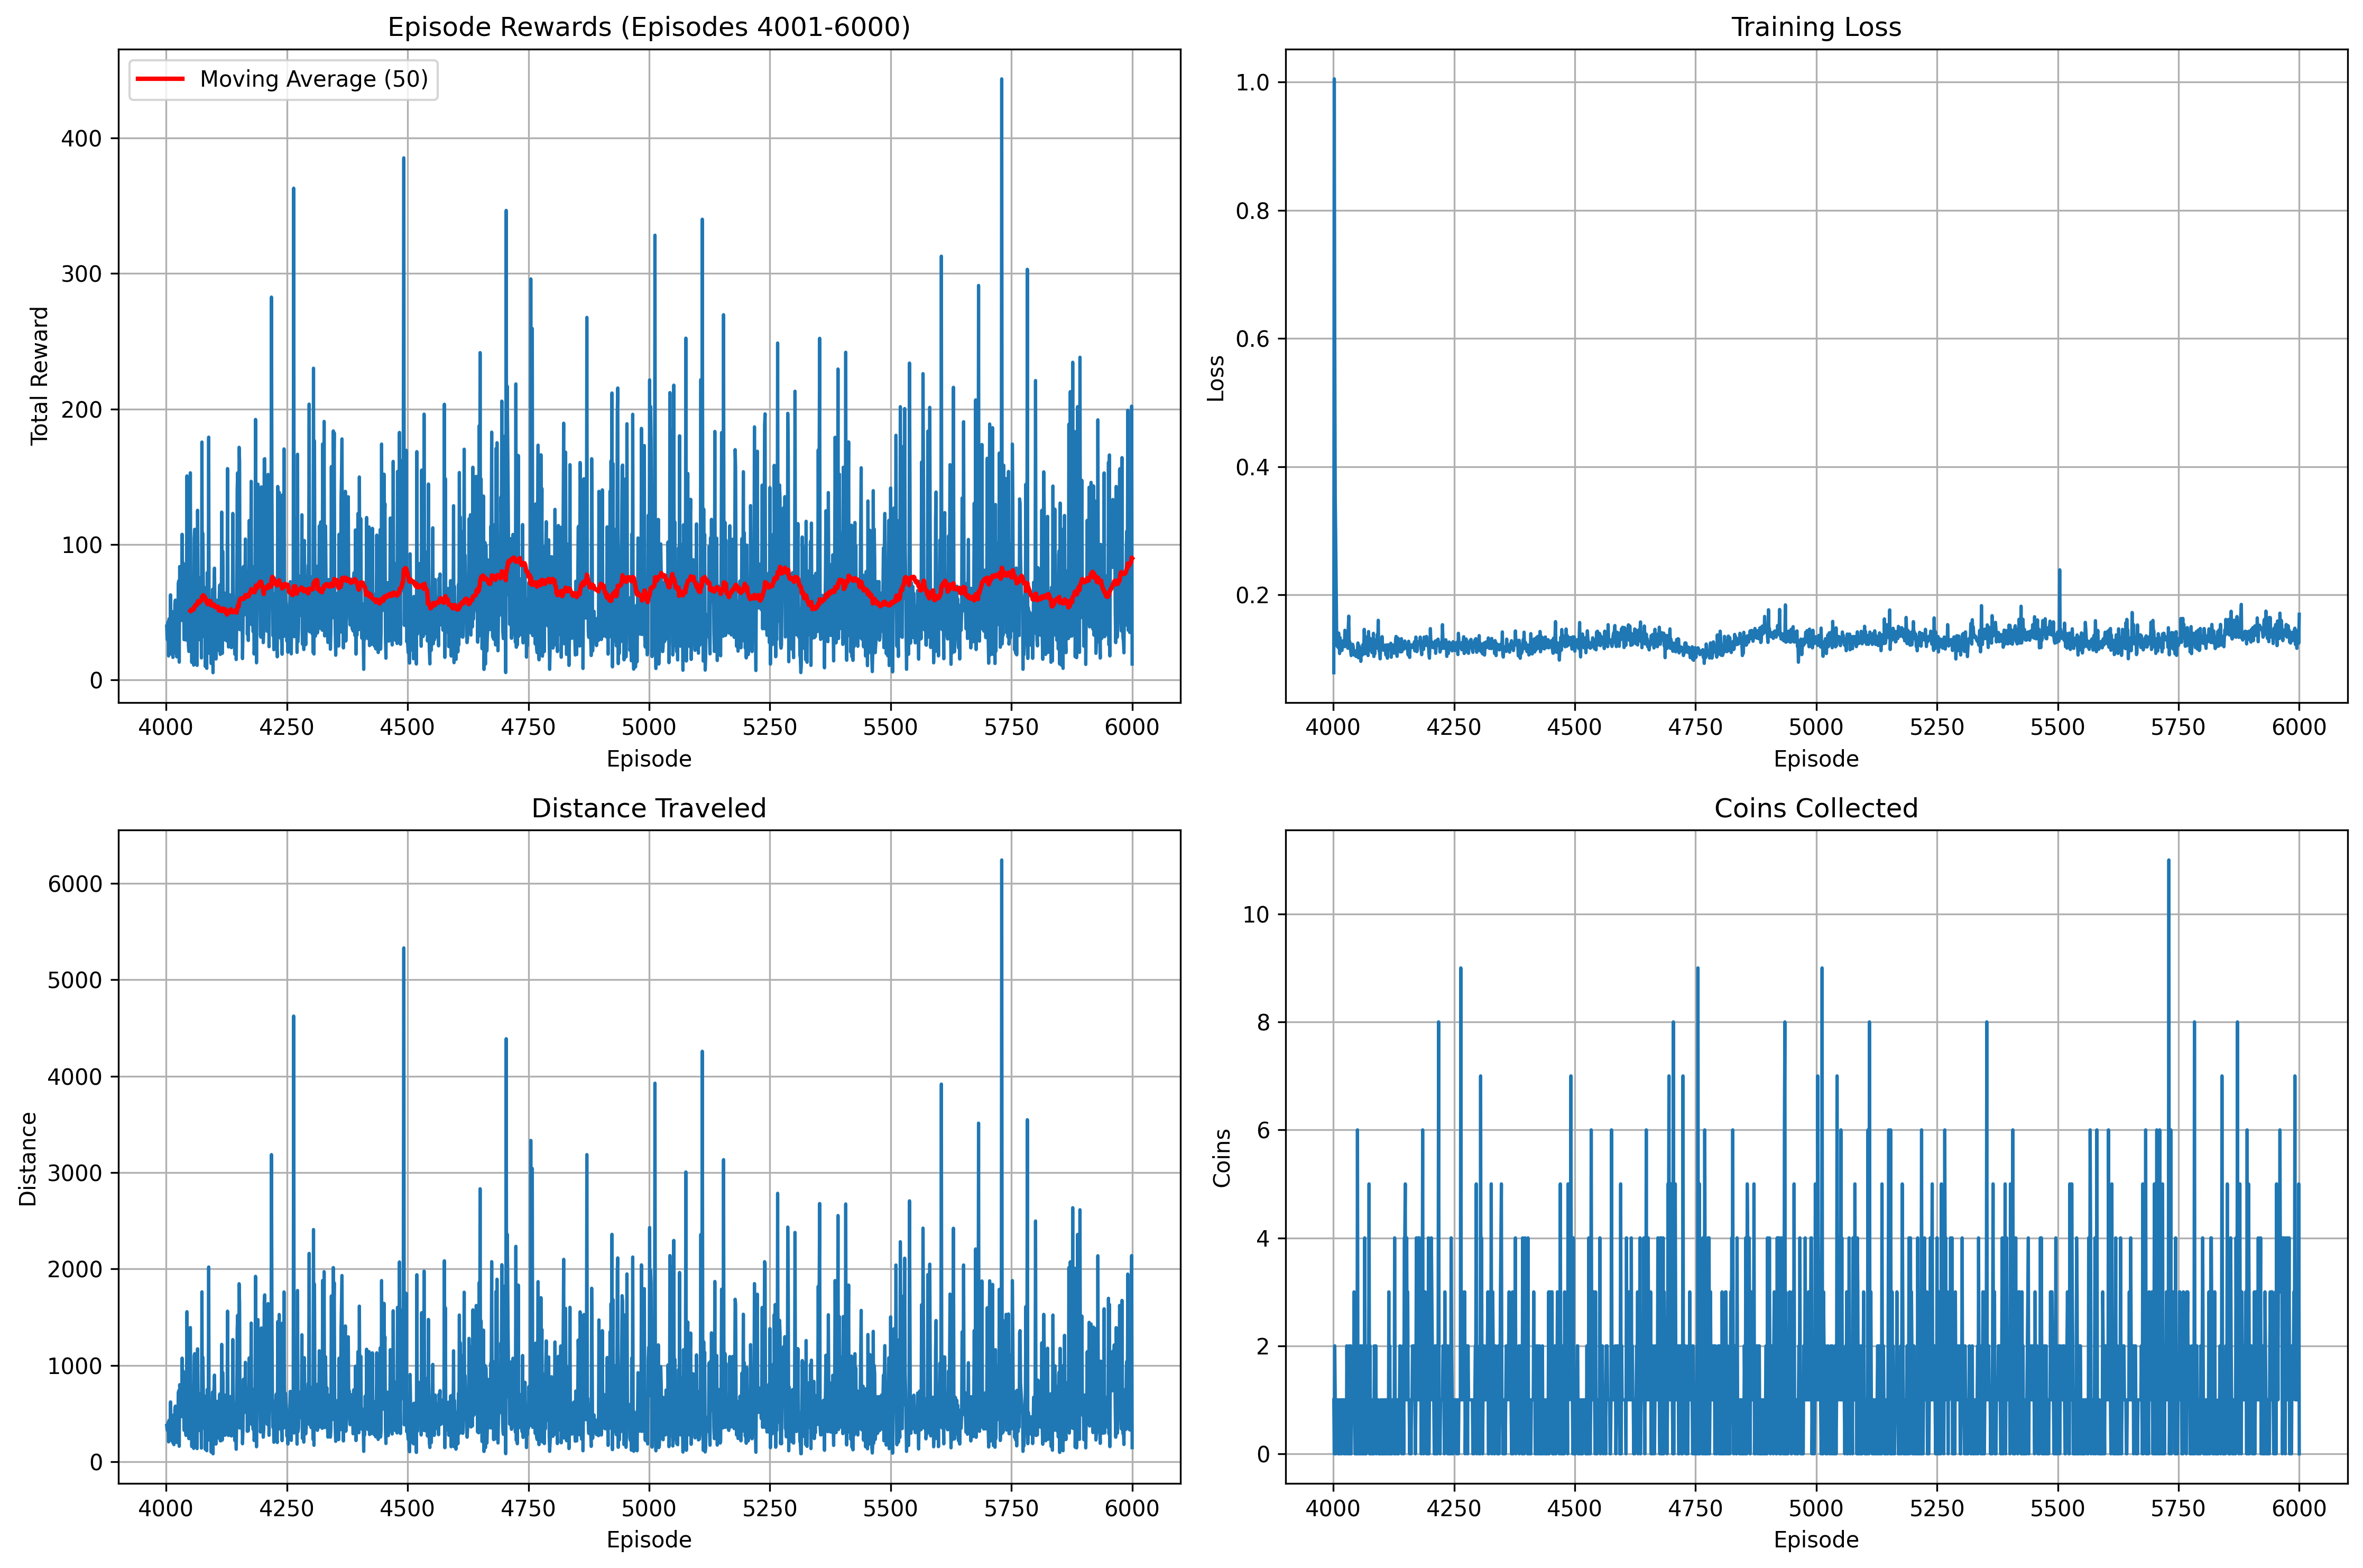 Episode Rewards (Episodes 4001-6000)
Moving Average (50)
Total Reward
400
300
200
100
0
4000 4250 4500 4750 5000 5250 5500 5750 6000
Episode
Training Loss
Loss
1.0
0.8
0.6
0.4
0.2
4000 4250 4500 4750 5000 5250 5500 5750 6000
Episode
Distance Traveled
Distance
6000
5000
4000
3000
2000
1000
0
4000 4250 4500 4750 5000 5250 5500 5750 6000
Episode
Coins Collected
Coins
10
8
6
4
2
0
4000 4250 4500 4750 5000 5250 5500 5750 6000
Episode